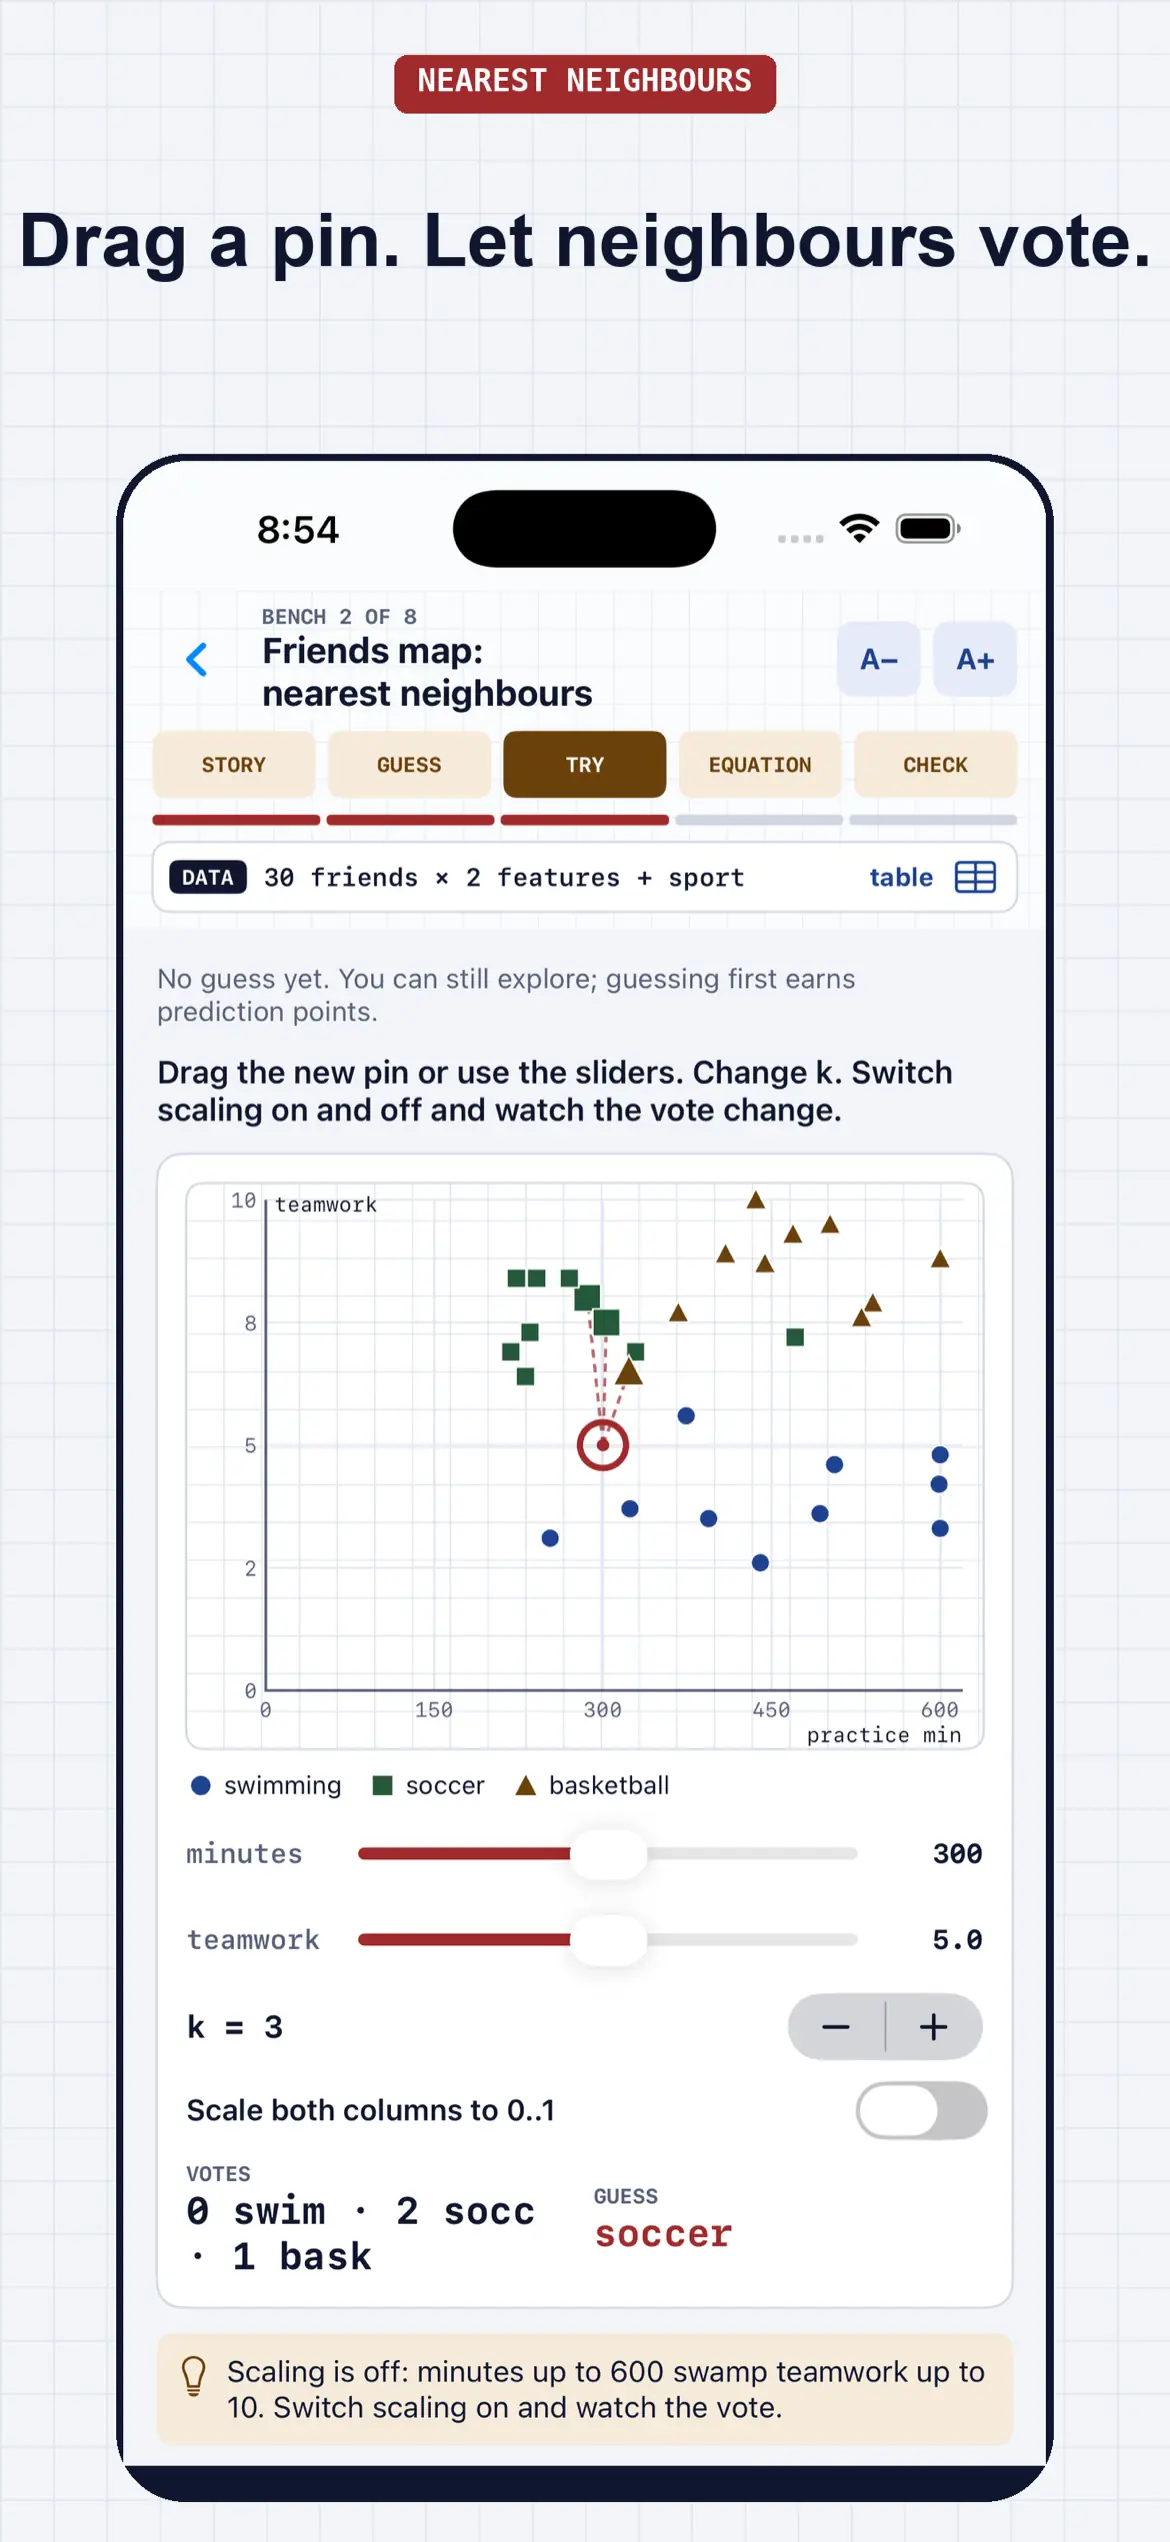 NEAREST NEIGHBOURS
Drag a pin. Let neighbours vote.
8:54
BENCH 2 OF 8
Friends map:
nearest neighbours
A−
A+
STORY
GUESS
TRY
EQUATION
CHECK
DATA 30 friends × 2 features + sport table
No guess yet. You can still explore; guessing first earns
prediction points.
Drag the new pin or use the sliders. Change k. Switch
scaling on and off and watch the vote change.
10 teamwork
8
5
2
0
0 150 300 450 600
practice min
swimming soccer basketball
minutes 300
teamwork 5.0
k = 3 − +
Scale both columns to 0..1
VOTES
0 swim · 2 socc
· 1 bask
GUESS
soccer
Scaling is off: minutes up to 600 swamp teamwork up to
10. Switch scaling on and watch the vote.